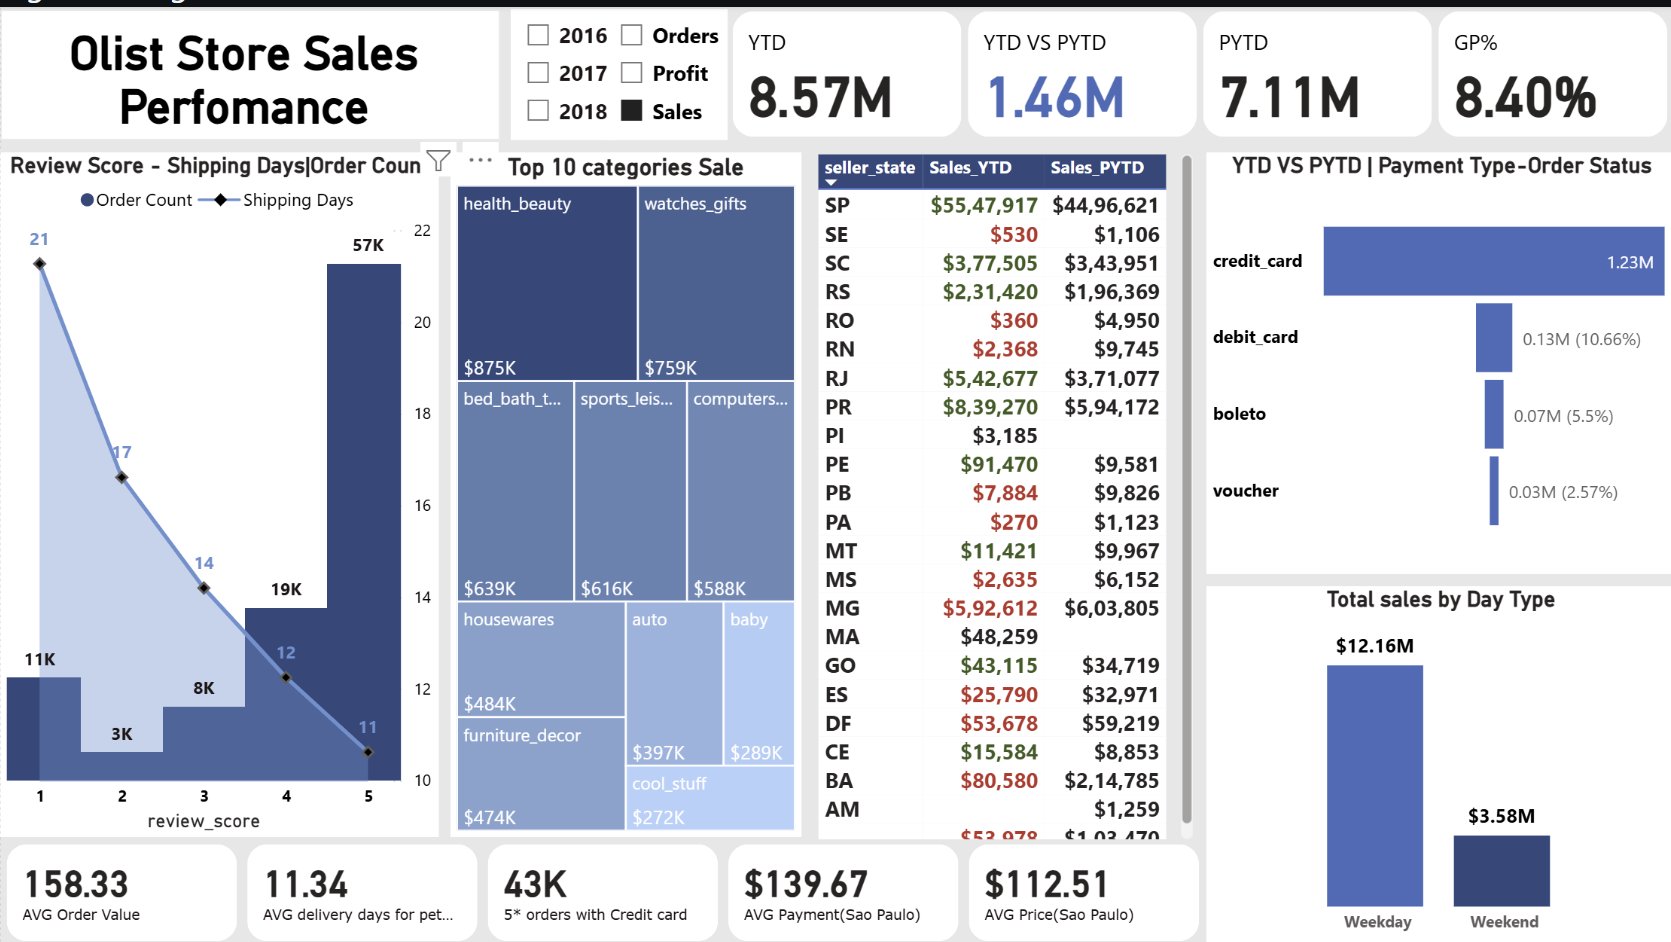 Olist Store Sales
Perfomance
2016
Orders
2017
Profit
2018
Sales
YTD
8.57M
YTD VS PYTD
1.46M
PYTD
7.11M
GP%
8.40%
Review Score - Shipping Days|Order Coun
Order Count
Shipping Days
21
17
14
12
11
11K
3K
8K
19K
57K
22
20
18
16
14
12
10
1 2 3 4 5
review_score
Top 10 categories Sale
health_beauty
$875K
watches_gifts
$759K
bed_bath_t...
$639K
sports_leis...
$616K
computers...
$588K
housewares
$484K
furniture_decor
$474K
auto
$397K
baby
$289K
cool_stuff
$272K
seller_state Sales_YTD Sales_PYTD
SP $55,47,917 $44,96,621
SE $530 $1,106
SC $3,77,505 $3,43,951
RS $2,31,420 $1,96,369
RO $360 $4,950
RN $2,368 $9,745
RJ $5,42,677 $3,71,077
PR $8,39,270 $5,94,172
PI $3,185
PE $91,470 $9,581
PB $7,884 $9,826
PA $270 $1,123
MT $11,421 $9,967
MS $2,635 $6,152
MG $5,92,612 $6,03,805
MA $48,259
GO $43,115 $34,719
ES $25,790 $32,971
DF $53,678 $59,219
CE $15,584 $8,853
BA $80,580 $2,14,785
AM $1,259
$53,978 $1,03,470
YTD VS PYTD | Payment Type-Order Status
credit_card
1.23M
debit_card
0.13M (10.66%)
boleto
0.07M (5.5%)
voucher
0.03M (2.57%)
Total sales by Day Type
$12.16M
$3.58M
Weekday
Weekend
158.33
AVG Order Value
11.34
AVG delivery days for pet...
43K
5* orders with Credit card
$139.67
AVG Payment(Sao Paulo)
$112.51
AVG Price(Sao Paulo)